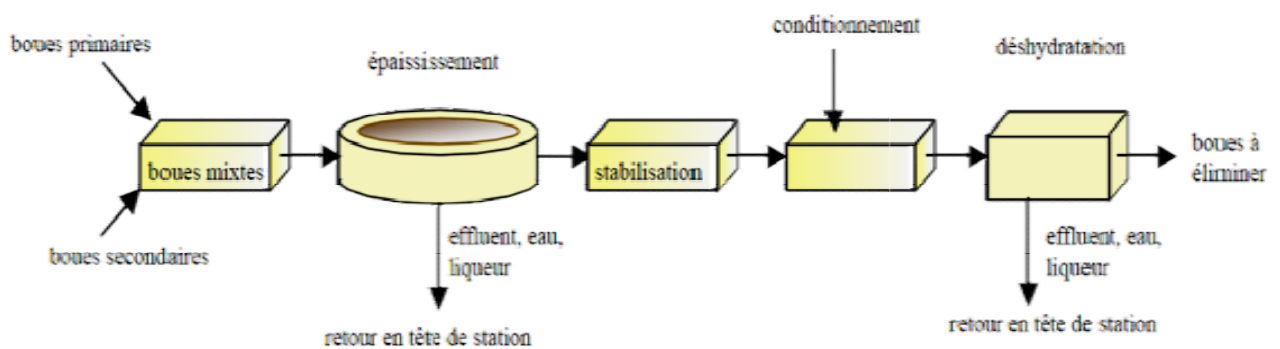 boues primaires
épaississement
conditionnement
déshydratation
boues mixtes
stabilisation
boues à
éliminer
boues secondaires
effluent, eau,
liqueur
effluent, eau,
liqueur
retour en tête de station
retour en tête de station